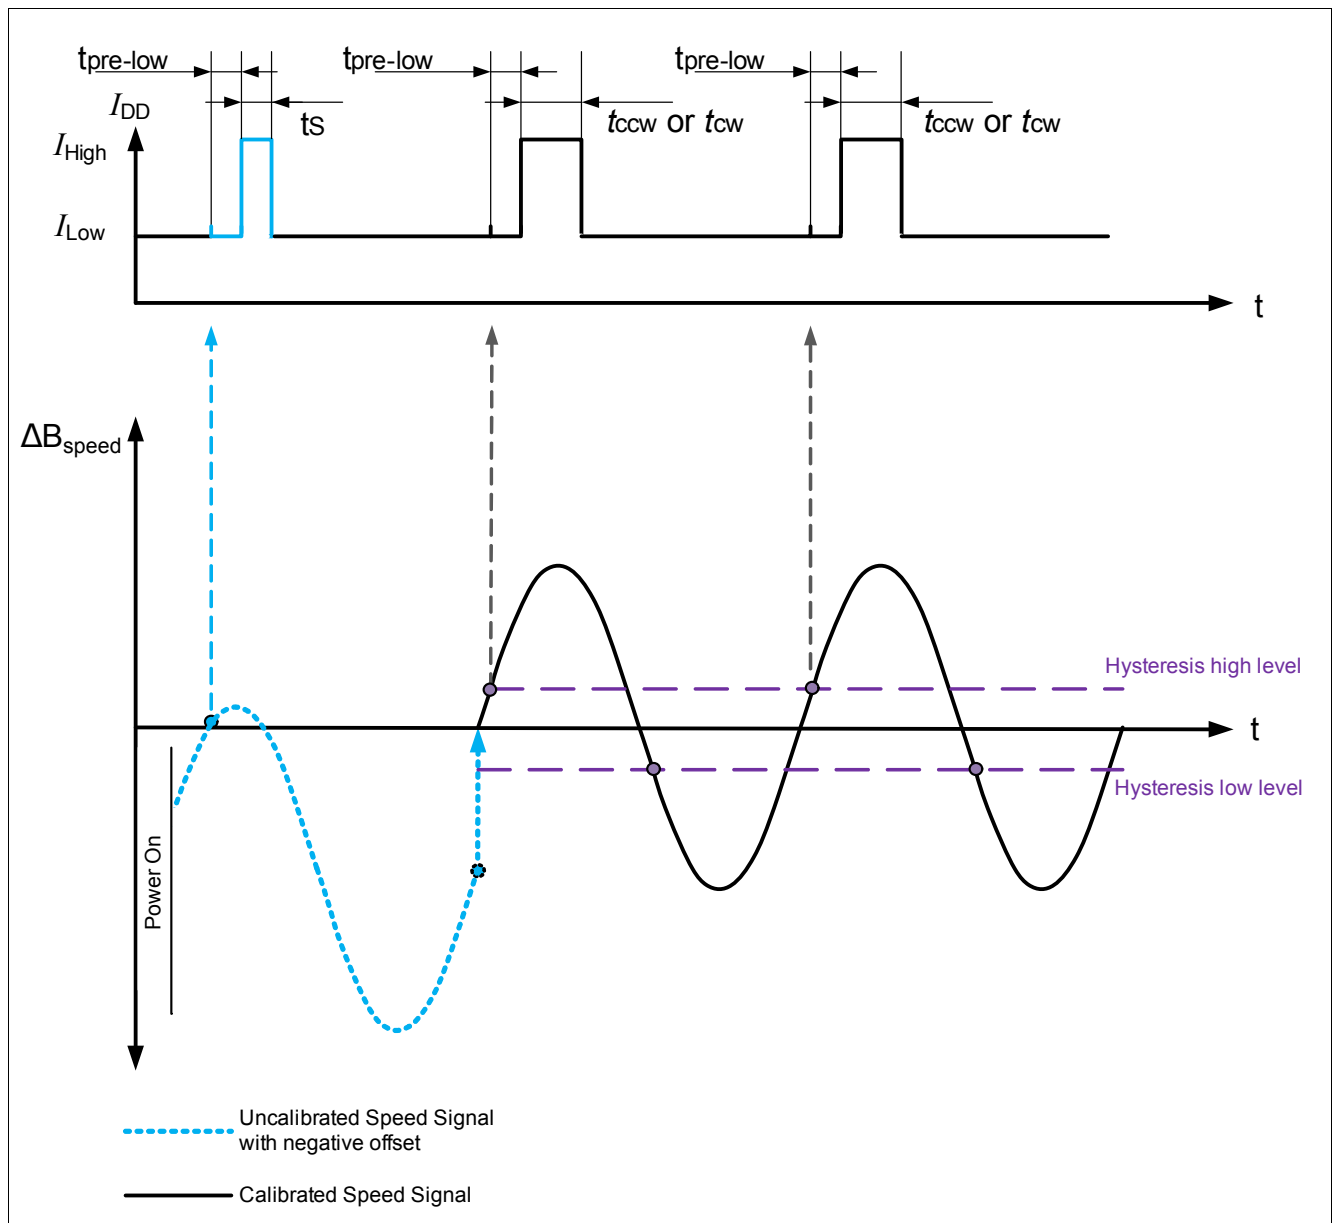 tpre-low tpre-low tpre-low
IDD
tS tccw or tcw tccw or tcw
IHigh
ILow
t
ΔBspeed
Hysteresis high level
t
Hysteresis low level
Power On
Uncalibrated Speed Signal
with negative offset
Calibrated Speed Signal